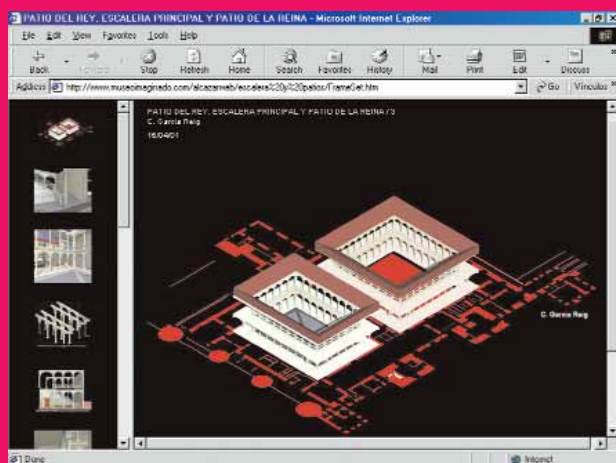 PATIO DEL REY, ESCALERA PRINCIPAL Y PATIO DE LA REINA - Microsoft Internet Explorer
File Edit View Favorites Tools Help
Back Forward Stop Refresh Home Search Favorites History Mail Print Edit Discuss
Address http://www.museoimaginado.com/alcazarweb/escalera%20y%20patios/FrameSet.htm Go Vínculos
PATIO DEL REY, ESCALERA PRINCIPAL Y PATIO DE LA REINA / 3
C. García Reig
16/04/01
C. García Reig
Done Internet